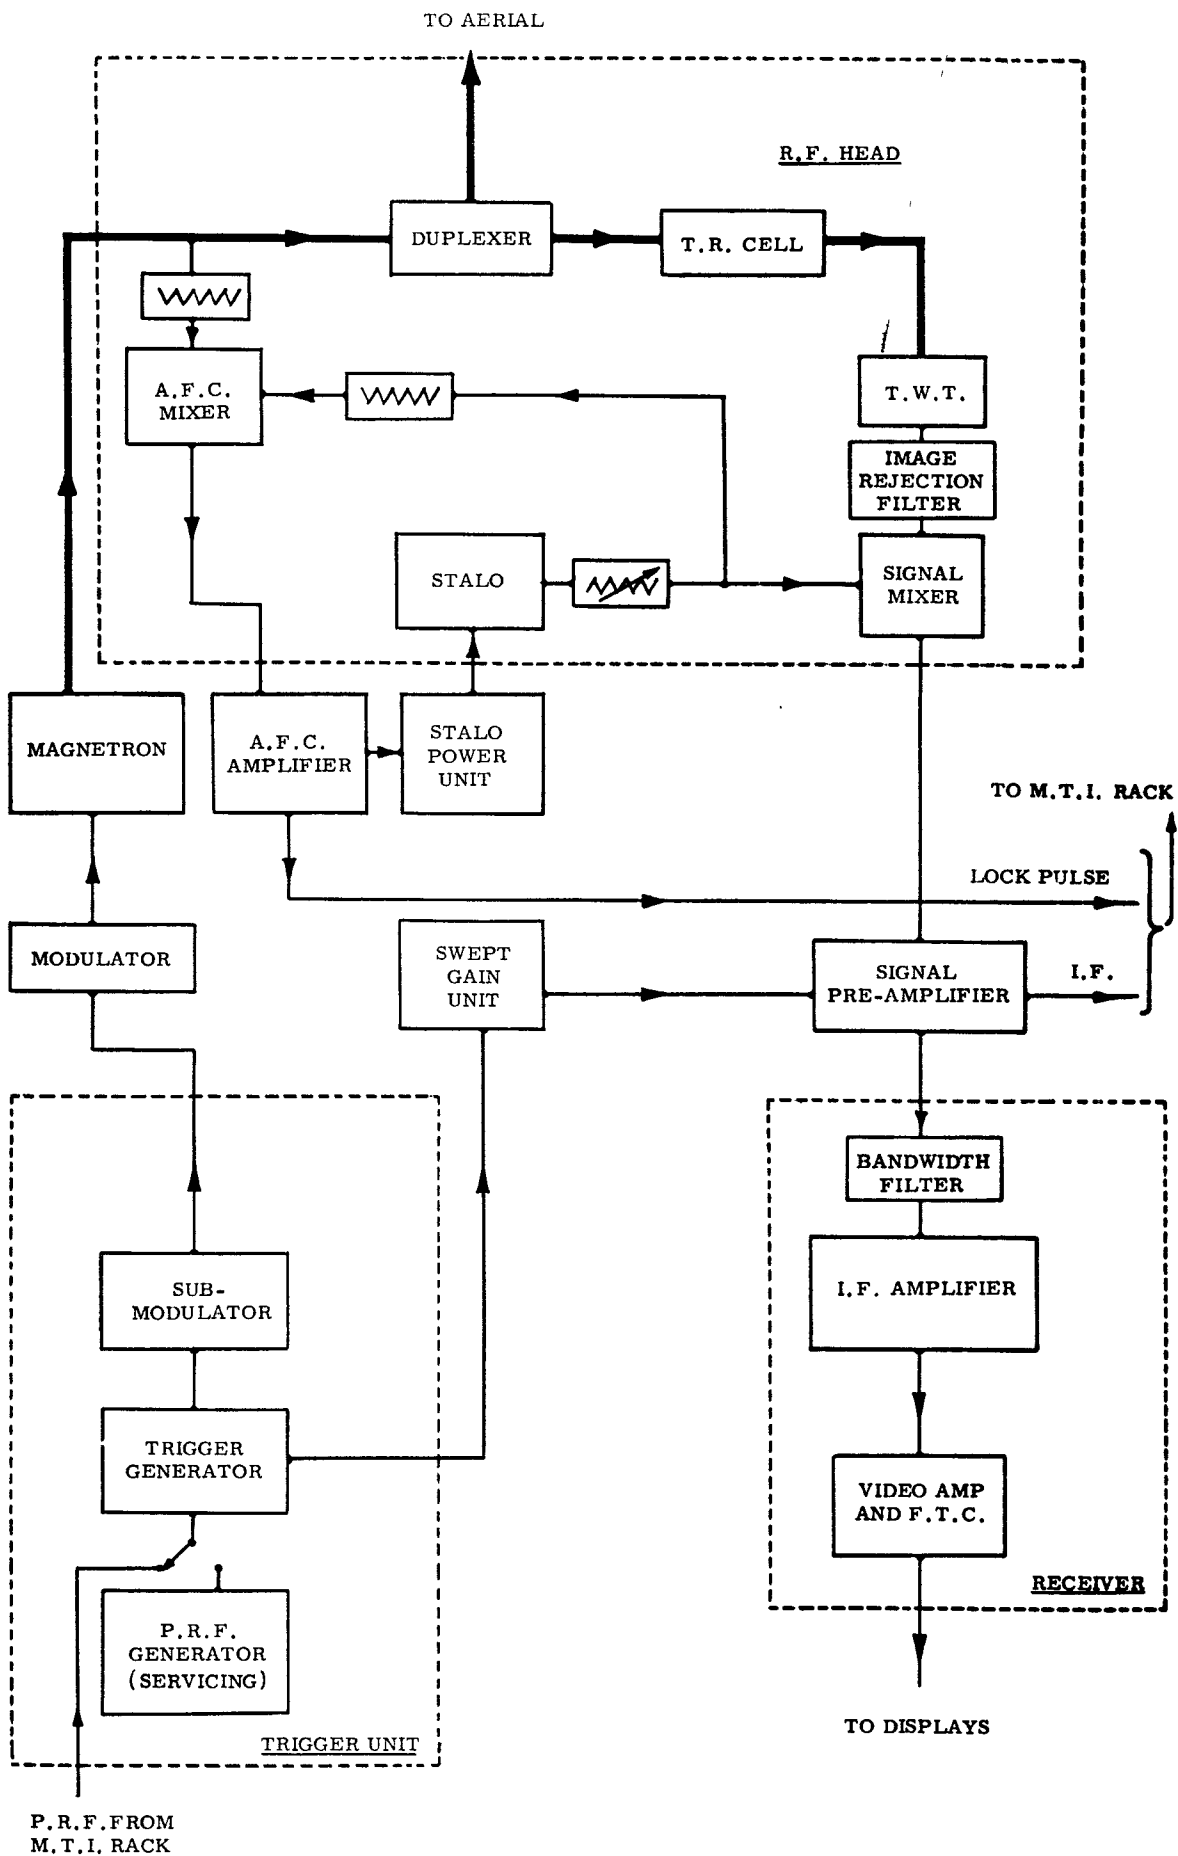 TO AERIAL
R.F. HEAD
DUPLEXER
T.R. CELL
A.F.C.
MIXER
T.W.T.
IMAGE
REJECTION
FILTER
STALO
SIGNAL
MIXER
MAGNETRON
A.F.C.
AMPLIFIER
STALO
POWER
UNIT
TO M.T.I. RACK
LOCK PULSE
MODULATOR
SWEPT
GAIN
UNIT
SIGNAL
PRE-AMPLIFIER
I.F.
BANDWIDTH
FILTER
SUB-
MODULATOR
I.F. AMPLIFIER
TRIGGER
GENERATOR
VIDEO AMP
AND F.T.C.
RECEIVER
P.R.F.
GENERATOR
(SERVICING)
TRIGGER UNIT
TO DISPLAYS
P.R.F. FROM
M.T.I. RACK